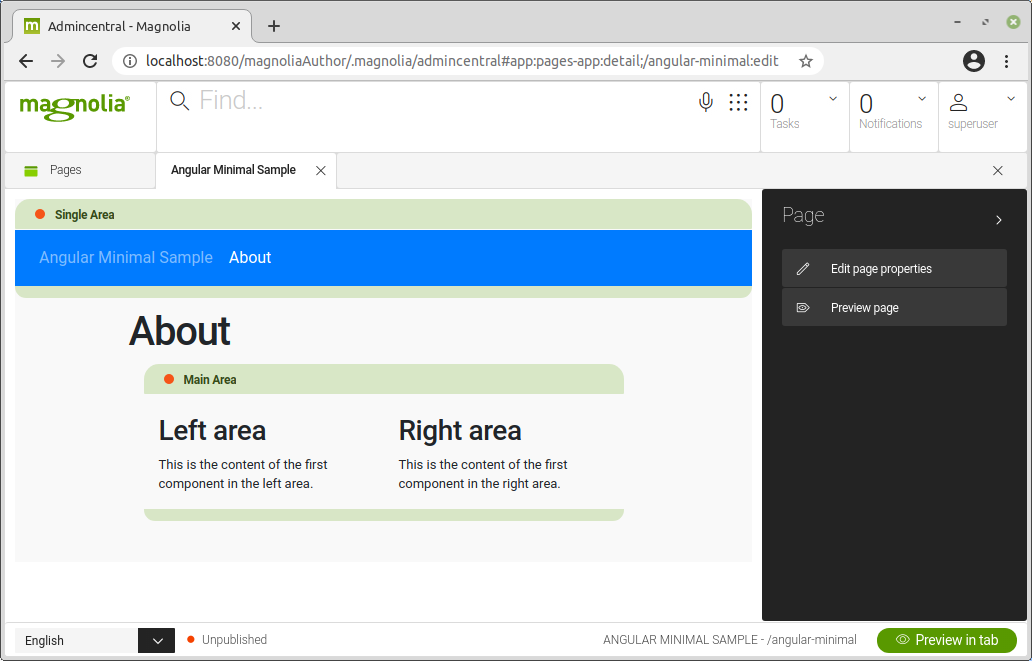 Admincentral - Magnolia
localhost:8080/magnoliaAuthor/.magnolia/admincentral#app:pages-app:detail;/angular-minimal:edit
magnolia®
Find...
0
Tasks
0
Notifications
superuser
Pages
Angular Minimal Sample
Single Area
Angular Minimal Sample About
About
Main Area
Left area
This is the content of the first
component in the left area.
Right area
This is the content of the first
component in the right area.
Page
Edit page properties
Preview page
English
Unpublished
ANGULAR MINIMAL SAMPLE - /angular-minimal
Preview in tab